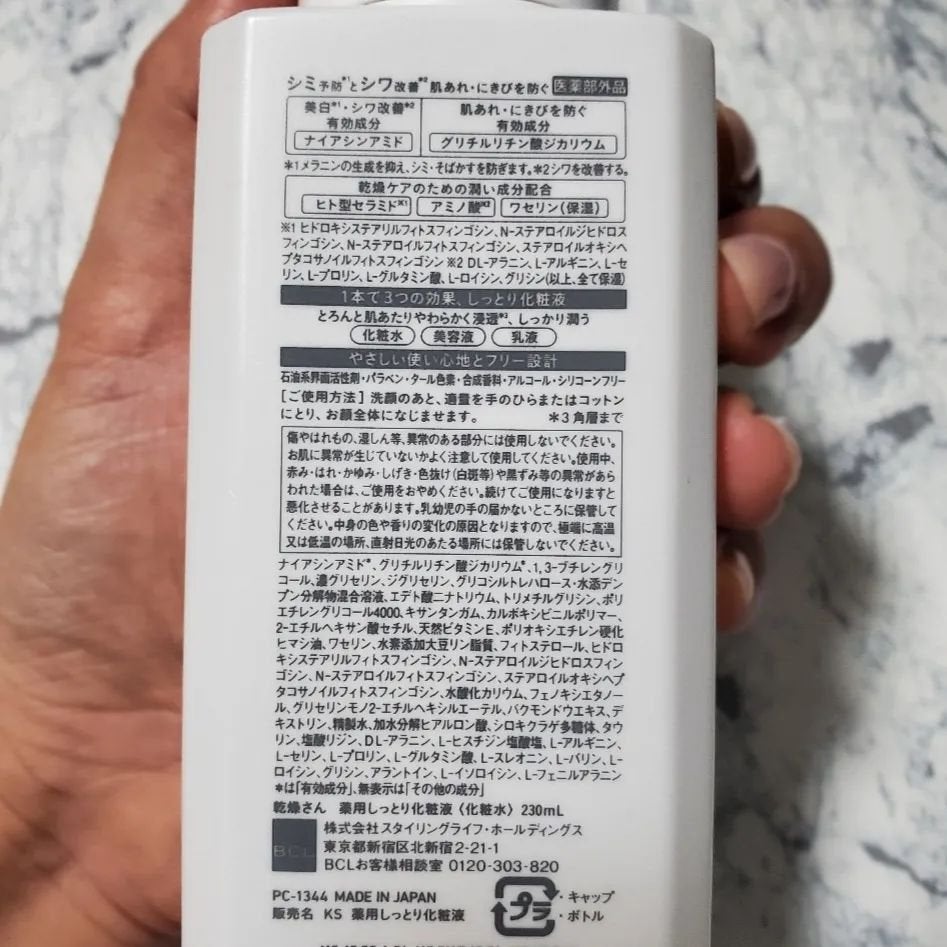 シミ予防*1とシワ改善*2 肌あれ・にきびを防ぐ 医薬部外品
美白*1・シワ改善*2
有効成分
ナイアシンアミド
肌あれ・にきびを防ぐ
有効成分
グリチルリチン酸ジカリウム
*1メラニンの生成を抑え、シミ・そばかすを防ぎます。*2シワを改善する。
乾燥ケアのための潤い成分配合
ヒト型セラミド※1 アミノ酸※2 ワセリン(保湿)
※1 ヒドロキシステアリルフィトスフィンゴシン、N-ステアロイルジヒドロス
フィンゴシン、N-ステアロイルフィトスフィンゴシン、ステアロイルオキシヘ
プタコサノイルフィトスフィンゴシン ※2 DL-アラニン、L-アルギニン、L-セ
リン、L-プロリン、L-グルタミン酸、L-ロイシン、グリシン(以上、全て保湿)
1本で3つの効果、しっとり化粧液
とろんと肌あたりやわらかく浸透*3、しっかり潤う
化粧水 美容液 乳液
やさしい使い心地とフリー設計
石油系界面活性剤・パラベン・タール色素・合成香料・アルコール・シリコーンフリー
[ご使用方法] 洗顔のあと、適量を手のひらまたはコットン
にとり、お顔全体になじませます。 *3 角層まで
傷やはれもの、湿しん等、異常のある部分には使用しないでください。
お肌に異常が生じていないかよく注意して使用してください。使用中、
赤み・はれ・かゆみ・しげき・色抜け(白斑等)や黒ずみ等の異常があら
われた場合は、ご使用をおやめください。続けてご使用になりますと
悪化させることがあります。乳幼児の手の届かないところに保管して
ください。中身の色や香りの変化の原因となりますので、極端に高温
又は低温の場所、直射日光のあたる場所には保管しないでください。
ナイアシンアミド*、グリチルリチン酸ジカリウム*、1,3-ブチレングリ
コール、濃グリセリン、ジグリセリン、グリコシルトレハロース・水添デン
プン分解物混合溶液、エデト酸二ナトリウム、トリメチルグリシン、ポリ
エチレングリコール4000、キサンタンガム、カルボキシビニルポリマー、
2-エチルヘキサン酸セチル、天然ビタミンE、ポリオキシエチレン硬化
ヒマシ油、ワセリン、水素添加大豆リン脂質、フィトステロール、ヒドロ
キシステアリルフィトスフィンゴシン、N-ステアロイルジヒドロスフィン
ゴシン、N-ステアロイルフィトスフィンゴシン、ステアロイルオキシヘプ
タコサノイルフィトスフィンゴシン、水酸化カリウム、フェノキシエタノー
ル、グリセリンモノ2-エチルヘキシルエーテル、バクモンドウエキス、デ
キストリン、精製水、加水分解ヒアルロン酸、シロキクラゲ多糖体、タウ
リン、塩酸リジン、DL-アラニン、L-ヒスチジン塩酸塩、L-アルギニン、
L-セリン、L-プロリン、L-グルタミン酸、L-スレオニン、L-バリン、L-
ロイシン、グリシン、アラントイン、L-イソロイシン、L-フェニルアラニン
*は「有効成分」、無表示は「その他の成分」
乾燥さん 薬用しっとり化粧液〈化粧水〉230mL
BCL
株式会社スタイリングライフ・ホールディングス
東京都新宿区北新宿2-21-1
BCLお客様相談室 0120-303-820
PC-1344 MADE IN JAPAN
販売名 KS 薬用しっとり化粧液
プラ
・キャップ
・ボトル